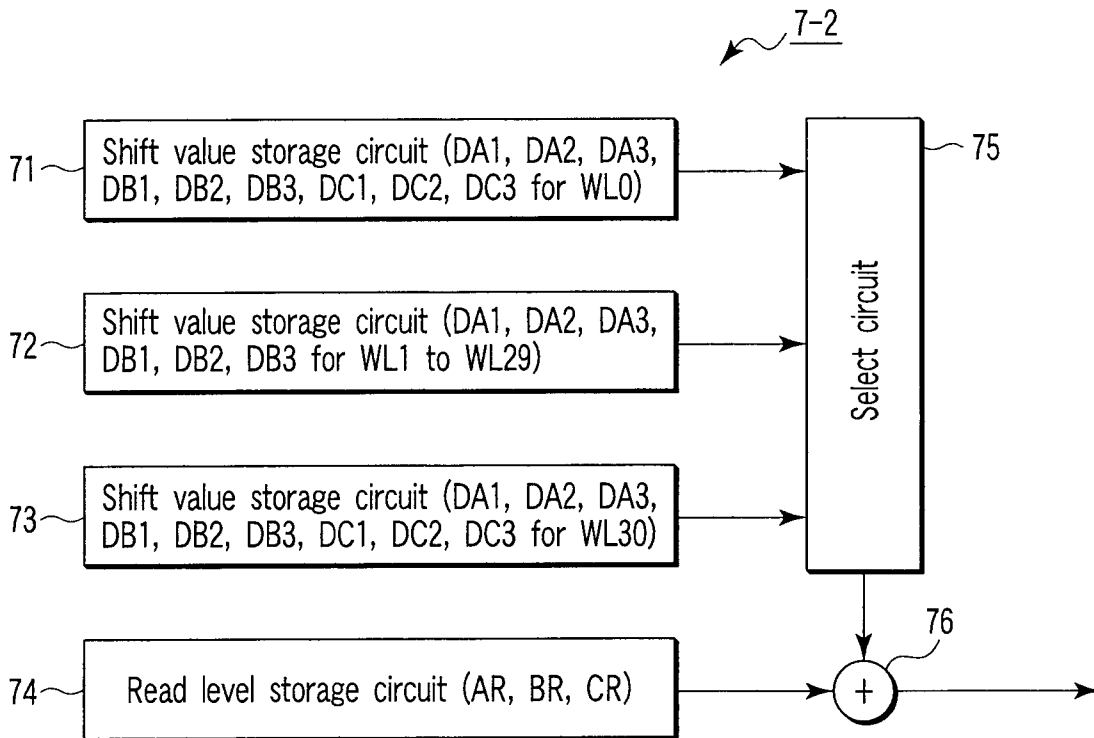 7-2
71
Shift value storage circuit (DA1, DA2, DA3,
DB1, DB2, DB3, DC1, DC2, DC3 for WL0)
75
72
Shift value storage circuit (DA1, DA2, DA3,
DB1, DB2, DB3 for WL1 to WL29)
Select circuit
73
Shift value storage circuit (DA1, DA2, DA3,
DB1, DB2, DB3, DC1, DC2, DC3 for WL30)
76
74
Read level storage circuit (AR, BR, CR)
+